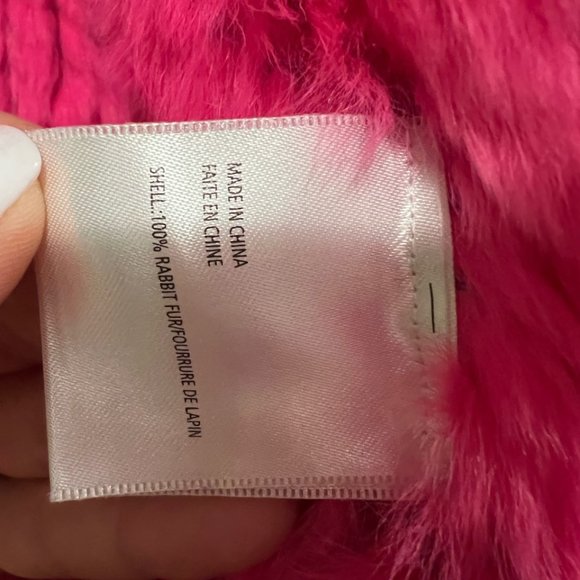 MADE IN CHINA
FAITE EN CHINE
SHELL.:100% RABBIT FUR/FOURRURE DE LAPIN